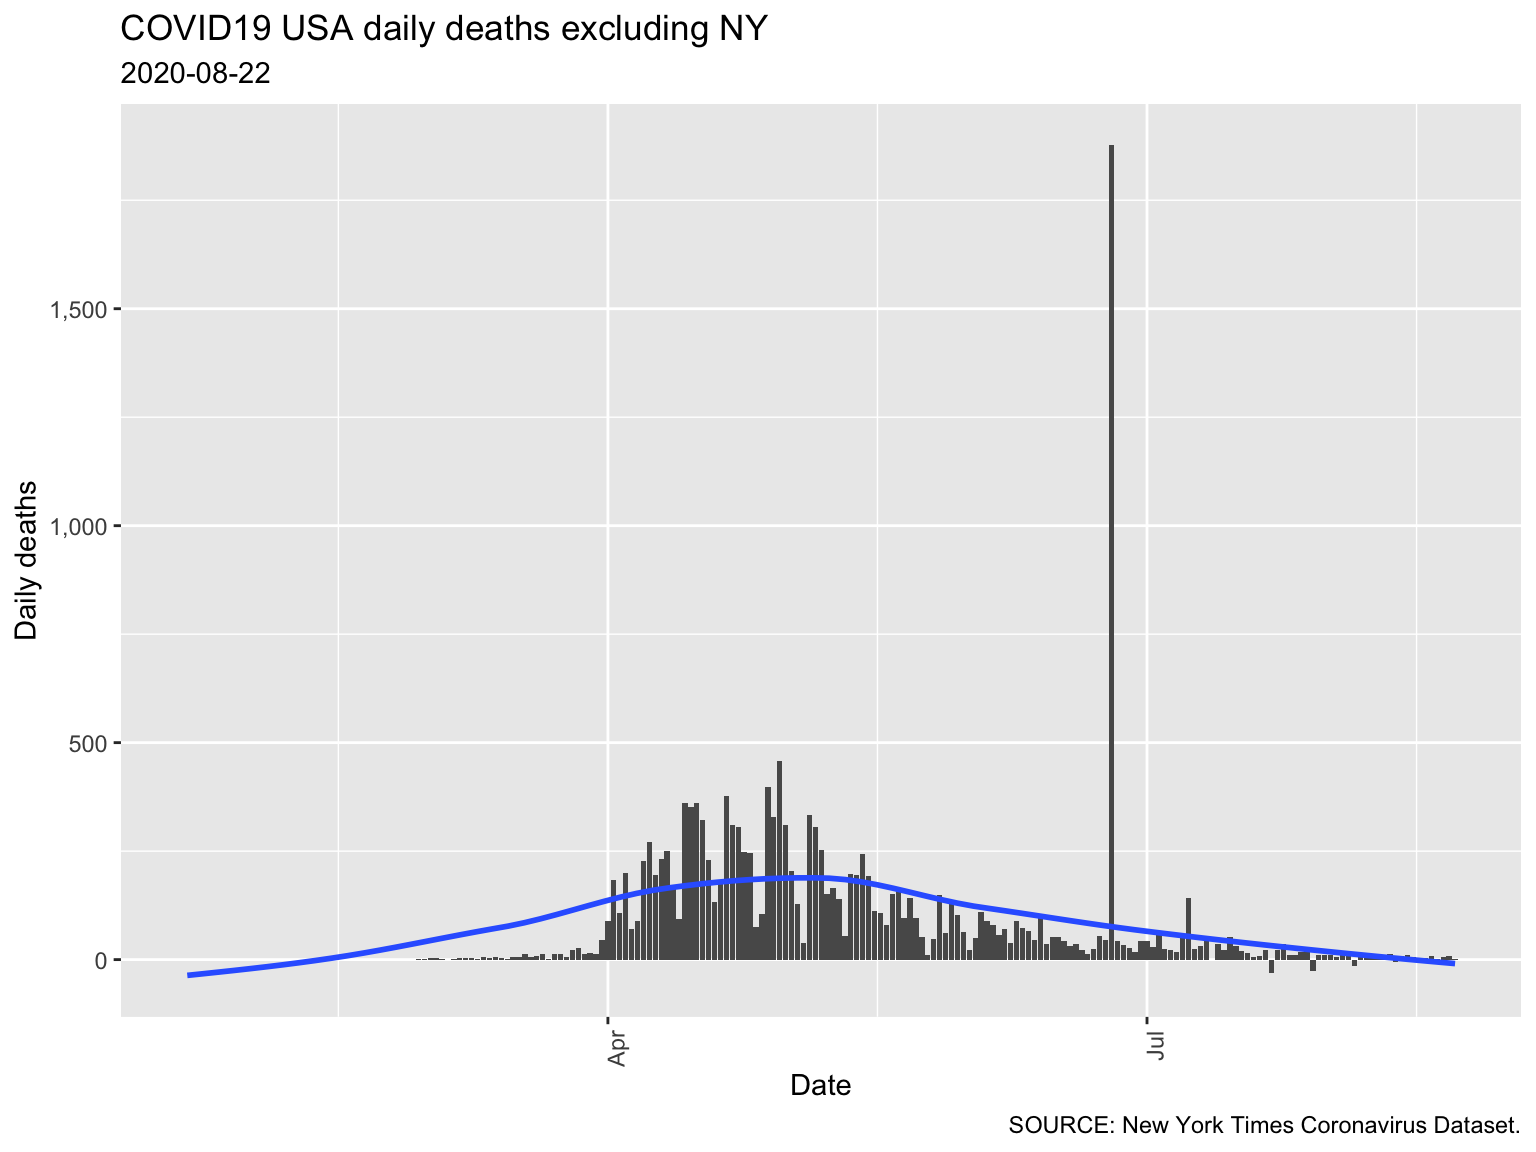 COVID19 USA daily deaths excluding NY
2020-08-22
1,500
1,000
500
0
Daily deaths
Apr
Jul
Date
SOURCE: New York Times Coronavirus Dataset.